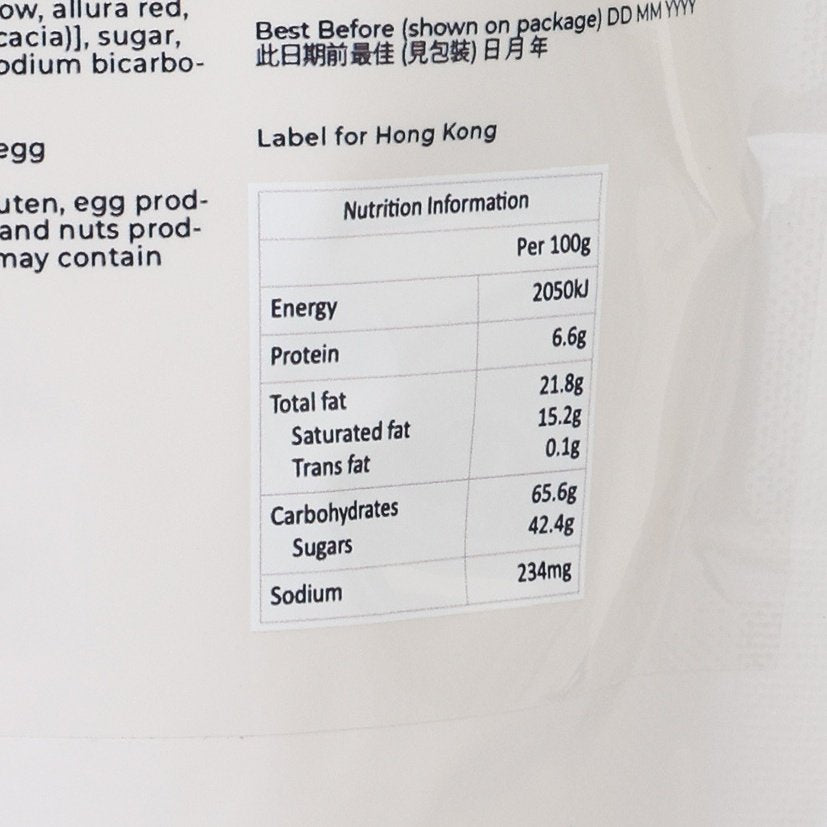 ow, allura red,
cacia)], sugar,
odium bicarbo-
egg
uten, egg prod-
and nuts prod-
may contain
Best Before (shown on package) DD MM YYYY
此日期前最佳 (見包裝) 日 月 年
Label for Hong Kong
Nutrition Information
Per 100g
Energy 2050kJ
Protein 6.6g
Total fat 21.8g
Saturated fat 15.2g
Trans fat 0.1g
Carbohydrates 65.6g
Sugars 42.4g
Sodium 234mg